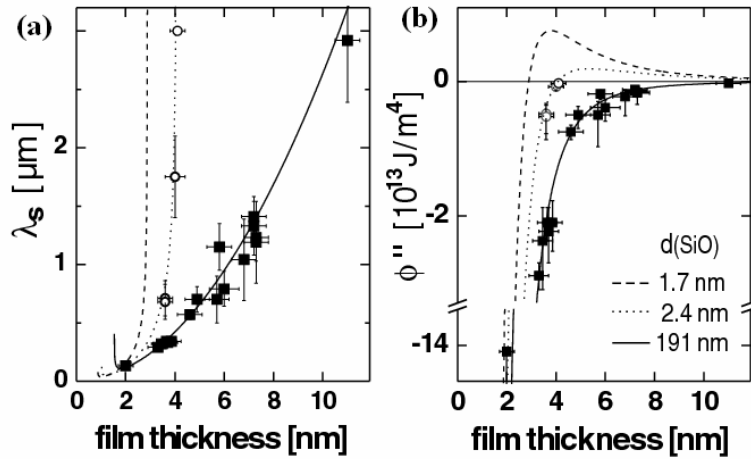 (a)
λs [µm]
2
1
0
0 2 4 6 8 10
film thickness [nm]
(b)
ϕ'' [10¹³J/m⁴]
0
-2
-14
d(SiO)
1.7 nm
2.4 nm
191 nm
0 2 4 6 8 10
film thickness [nm]